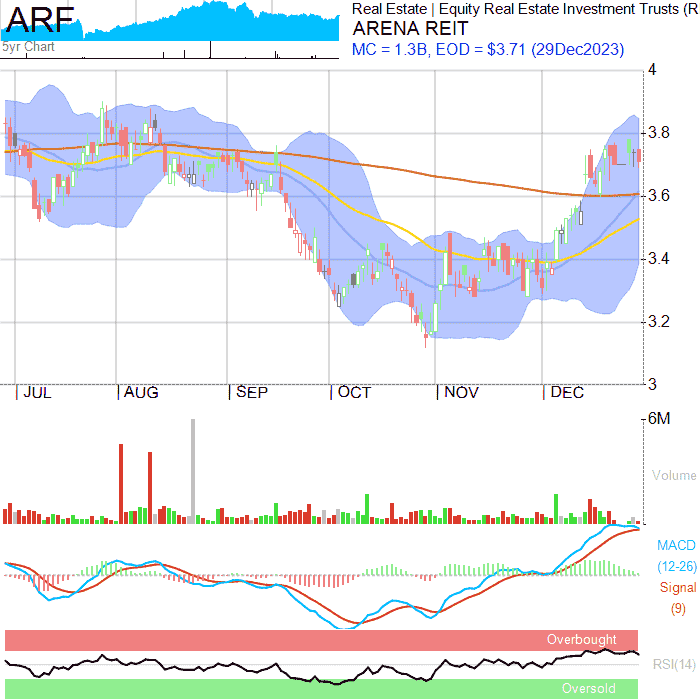 ARF
5yr Chart
Real Estate | Equity Real Estate Investment Trusts (R
ARENA REIT
MC = 1.3B, EOD = $3.71 (29Dec2023)
4
3.8
3.6
3.4
3.2
3
JUL AUG SEP OCT NOV DEC
6M
Volume
MACD
(12-26)
Signal
(9)
Overbought
RSI(14)
Oversold